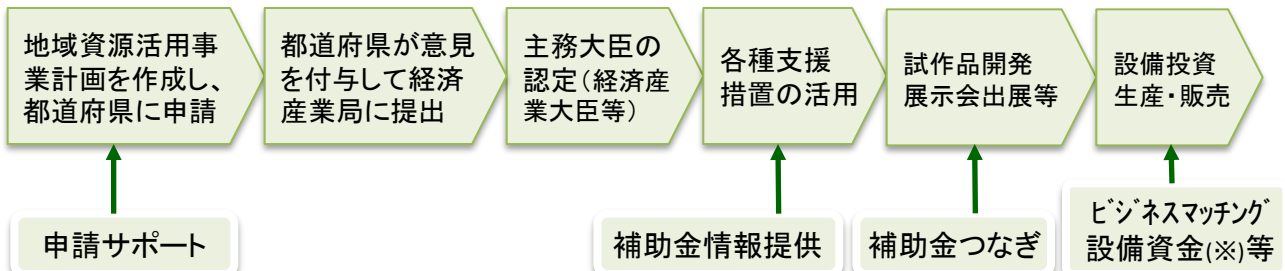 地域資源活用事
業計画を作成し、
都道府県に申請
都道府県が意見
を付与して経済
産業局に提出
主務大臣の
認定(経済産
業大臣等)
各種支援
措置の活用
試作品開発
展示会出展等
設備投資
生産・販売
申請サポート
補助金情報提供
補助金つなぎ
ﾋﾞｼﾞﾈｽマッチング
設備資金(※)等